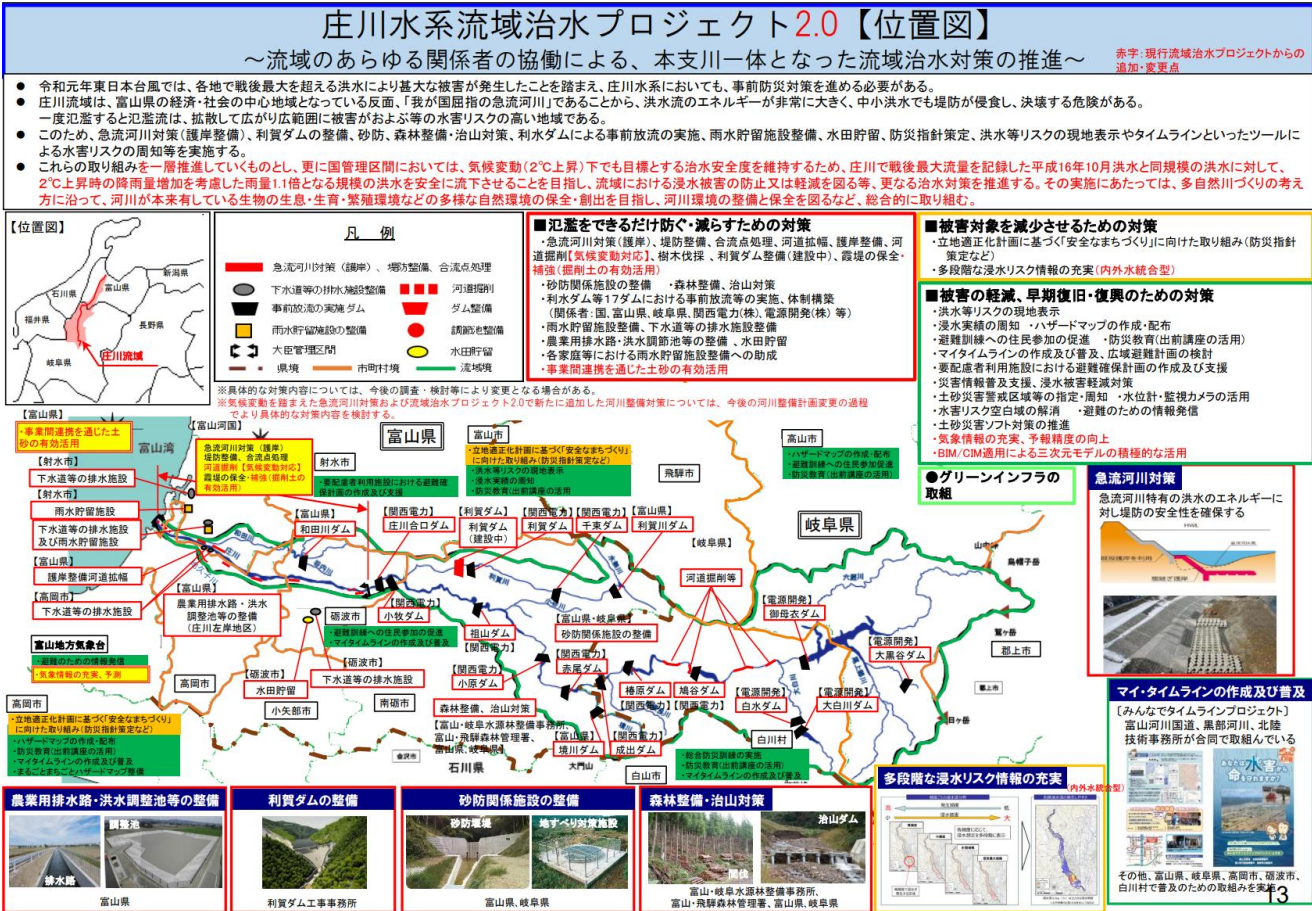 庄川水系流域治水プロジェクト2.0【位置図】
～流域のあらゆる関係者の協働による、本支川一体となった流域治水対策の推進～
赤字：現行流域治水プロジェクトからの
追加・変更点
● 令和元年東日本台風では、各地で戦後最大を超える洪水により甚大な被害が発生したことを踏まえ、庄川水系においても、事前防災対策を進める必要がある。
● 庄川流域は、富山県の経済・社会の中心地域となっている反面、「我が国屈指の急流河川」であることから、洪水流のエネルギーが非常に大きく、中小洪水でも堤防が侵食し、決壊する危険がある。
一度氾濫すると氾濫流は、拡散して広がり広範囲に被害がおよぶ等の水害リスクの高い地域である。
● このため、急流河川対策（護岸整備）、利賀ダムの整備、砂防、森林整備・治山対策、利水ダムによる事前放流の実施、雨水貯留施設整備、水田貯留、防災指針策定、洪水等リスクの現地表示やタイムラインといったツールに
よる水害リスクの周知等を実施する。
● これらの取り組みを一層推進していくものとし、更に国管理区間においては、気候変動（2℃上昇）下でも目標とする治水安全度を維持するため、庄川で戦後最大流量を記録した平成16年10月洪水と同規模の洪水に対して、
2℃上昇時の降雨量増加を考慮した雨量1.1倍となる規模の洪水を安全に流下させることを目指し、流域における浸水被害の防止又は軽減を図る等、更なる治水対策を推進する。その実施にあたっては、多自然川づくりの考え
方に沿って、河川が本来有している生物の生息・生育・繁殖環境などの多様な自然環境の保全・創出を目指し、河川環境の整備と保全を図るなど、総合的に取り組む。
【位置図】
新潟県
富山県
石川県
福井県
長野県
岐阜県
庄川流域
凡 例
急流河川対策（護岸）、堤防整備、合流点処理
下水道等の排水施設整備
河道掘削
事前放流の実施ダム
ダム整備
雨水貯留施設の整備
調節池整備
大臣管理区間
水田貯留
県境
市町村境
流域境
■氾濫をできるだけ防ぐ・減らすための対策
・急流河川対策（護岸）、堤防整備、合流点処理、河道拡幅、護岸整備、河
道掘削【気候変動対応】、樹木伐採 、利賀ダム整備（建設中）、霞堤の保全・
補強（掘削土の有効活用）
・砂防関係施設の整備 ・森林整備、治山対策
・利水ダム等17ダムにおける事前放流等の実施、体制構築
（関係者：国、富山県、岐阜県、関西電力（株）、電源開発（株） 等）
・雨水貯留施設整備、下水道等の排水施設整備
・農業用排水路・洪水調節池等の整備 、水田貯留
・各家庭等における雨水貯留施設整備への助成
・事業間連携を通じた土砂の有効活用
■被害対象を減少させるための対策
・立地適正化計画に基づく「安全なまちづくり」に向けた取り組み（防災指針
策定など）
・多段階な浸水リスク情報の充実（内外水統合型）
■被害の軽減、早期復旧・復興のための対策
・洪水等リスクの現地表示
・浸水実績の周知 ・ハザードマップの作成・配布
・避難訓練への住民参加の促進 ・防災教育（出前講座の活用）
・マイタイムラインの作成及び普及、広域避難計画の検討
・要配慮者利用施設における避難確保計画の作成及び支援
・災害情報普及支援、浸水被害軽減対策
・土砂災害警戒区域等の指定・周知 ・水位計・監視カメラの活用
・水害リスク空白域の解消 ・避難のための情報発信
・土砂災害ソフト対策の推進
・気象情報の充実、予報精度の向上
・BIM/CIM適用による三次元モデルの積極的な活用
※具体的な対策内容については、今後の調査・検討等により変更となる場合がある。
※気候変動を踏まえた急流河川対策および流域治水プロジェクト2.0で新たに追加した河川整備対策については、今後の河川整備計画変更の過程
でより具体的な対策内容を検討する。
【富山県】
・事業間連携を通じた土
砂の有効活用
富山湾
【富山河国】
急流河川対策（護岸）
堤防整備、合流点処理
河道掘削【気候変動対応】
霞堤の保全・補強（掘削土の
有効活用）
富山県
射水市
・要配慮者利用施設における避難確
保計画の作成及び支援
富山市
・立地適正化計画に基づく「安全なまちづくり」
に向けた取り組み（防災指針策定など）
・洪水等リスクの現地表示
・浸水実績の周知
・防災教育（出前講座の活用
飛騨市
高山市
・ハザードマップの作成・配布
・避難訓練への住民参加促進
・防災教育（出前講座の活用）
●グリーンインフラの
取組
【射水市】
下水道等の排水施設
【射水市】
雨水貯留施設
下水道等の排水施設
及び雨水貯留施設
【富山県】
護岸整備河道拡幅
【高岡市】
下水道等の排水施設
【富山県】
和田川ダム
【関西電力】
庄川合口ダム
【利賀ダム】
利賀ダム
（建設中）
【関西電力】
利賀ダム
【関西電力】
千束ダム
【富山県】
利賀川ダム
【岐阜県】
岐阜県
河道掘削等
和田川
庄川
利賀川
大鹿川
山中峠
烏帽子岳
鷲ヶ岳
日ヶ岳
【富山県】
農業用排水路・洪水
調整池等の整備
（庄川左岸地区）
【関西電力】
小牧ダム
砺波市
・避難訓練への住民参加の促進
・マイタイムラインの作成及び普及
祖山ダム
【関西電力】
【富山県・岐阜県】
砂防関係施設の整備
【電源開発】
御母衣ダム
【電源開発】
大黒谷ダム
郡上市
郡上市
富山地方気象台
・避難のための情報発信
・気象情報の充実、予測
高岡市
【砺波市】
水田貯留
【砺波市】
下水道等の排水施設
小矢部市
南砺市
【関西電力】
小原ダム
【関西電力】
赤尾ダム
椿原ダム
【関西電力】
鳩谷ダム
【関西電力】
【電源開発】
白水ダム
【電源開発】
大白川ダム
大白川
尾上郷川
白川村
高岡市
・立地適正化計画に基づく「安全なまちづくり」
に向けた取り組み（防災指針策定など）
・ハザードマップの作成・配布
・防災教育（出前講座の活用）
・マイタイムラインの作成及び普及
・まるごとまちごとハザードマップ整備
金沢市
石川県
森林整備、治山対策
【富山・岐阜水源林整備事務所、
富山・飛騨森林管理署、
富山県、岐阜県】
【富山県】
境川ダム
【関西電力】
成出ダム
大門山
白山市
・総合防災訓練の実施
・防災教育（出前講座の活用）
・マイタイムラインの作成及び普及
急流河川対策
急流河川特有の洪水のエネルギーに
対し堤防の安全性を確保する
マイ・タイムラインの作成及び普及
〔みんなでタイムラインプロジェクト〕
富山河川国道、黒部河川、北陸
技術事務所が合同で取組んでいる
その他、富山県、岐阜県、高岡市、砺波市、
白川村で普及のための取組みを実施
農業用排水路・洪水調整池等の整備
調整池
排水路
富山県
利賀ダムの整備
利賀ダム工事事務所
砂防関係施設の整備
砂防堰堤
地すべり対策施設
富山県、岐阜県
森林整備・治山対策
治山ダム
間伐
富山・岐阜水源林整備事務所、
富山・飛騨森林管理署、富山県、岐阜県
多段階な浸水リスク情報の充実
（内外水統合型）
13